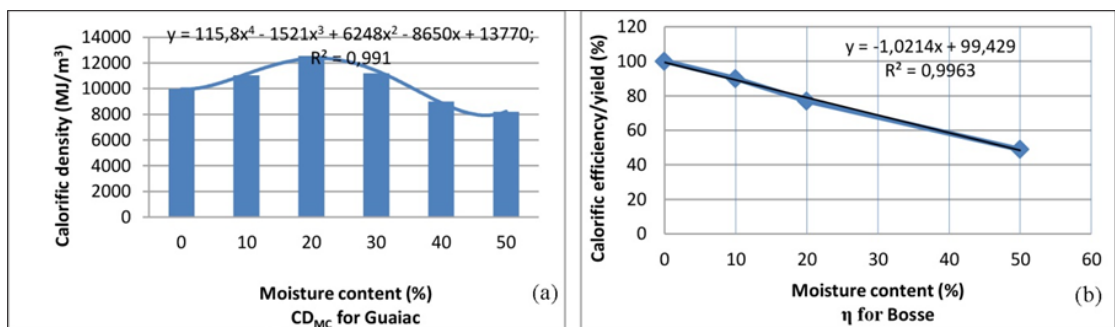 Calorific density (MJ/m³)
y = 115,8x⁴ - 1521x³ + 6248x² - 8650x + 13770;
R² = 0,991
14000
12000
10000
8000
6000
4000
2000
0
0 10 20 30 40 50
Moisture content (%)
CD_MC for Guaiac
(a)
Calorific efficiency/yield (%)
y = -1,0214x + 99,429
R² = 0,9963
120
100
80
60
40
20
0
0 10 20 30 40 50 60
Moisture content (%)
η for Bosse
(b)